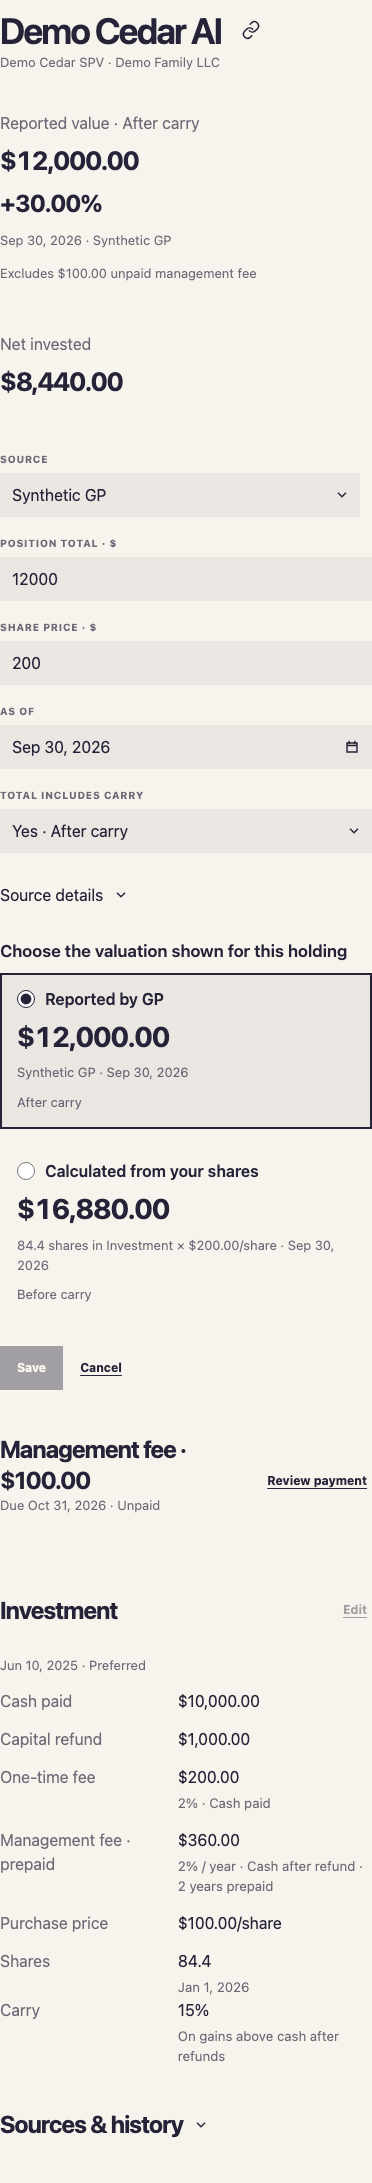 Demo Cedar AI
Demo Cedar SPV · Demo Family LLC
Reported value · After carry
$12,000.00
+30.00%
Sep 30, 2026 · Synthetic GP
Excludes $100.00 unpaid management fee
Net invested
$8,440.00
SOURCE
Synthetic GP
POSITION TOTAL · $
12000
SHARE PRICE · $
200
AS OF
Sep 30, 2026
TOTAL INCLUDES CARRY
Yes · After carry
Source details
Choose the valuation shown for this holding
Reported by GP
$12,000.00
Synthetic GP · Sep 30, 2026
After carry
Calculated from your shares
$16,880.00
84.4 shares in Investment × $200.00/share · Sep 30,
2026
Before carry
Save Cancel
Management fee ·
$100.00
Review payment
Due Oct 31, 2026 · Unpaid
Investment
Edit
Jun 10, 2025 · Preferred
Cash paid $10,000.00
Capital refund $1,000.00
One-time fee $200.00
2% · Cash paid
Management fee · $360.00
prepaid 2% / year · Cash after refund ·
2 years prepaid
Purchase price $100.00/share
Shares 84.4
Jan 1, 2026
Carry 15%
On gains above cash after
refunds
Sources & history